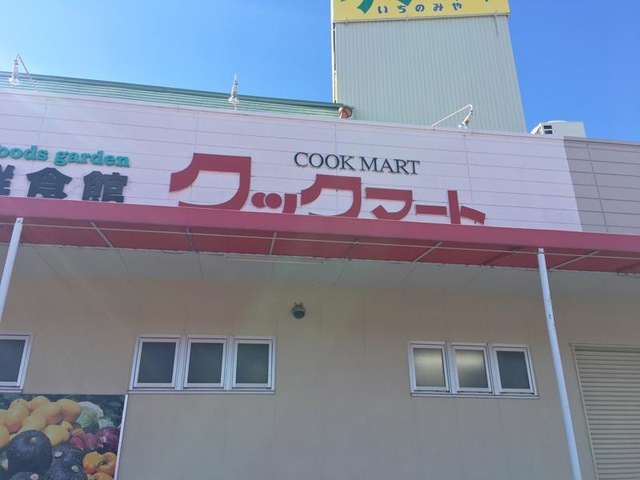 いちのみや
COOK MART
oods garden
クックマート
鮮食館